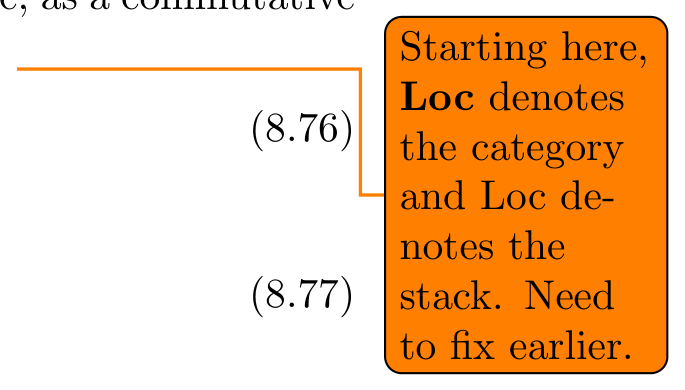 as a commutative
(8.76)
(8.77)
Starting here,
Loc denotes
the category
and Loc de-
notes the
stack. Need
to fix earlier.